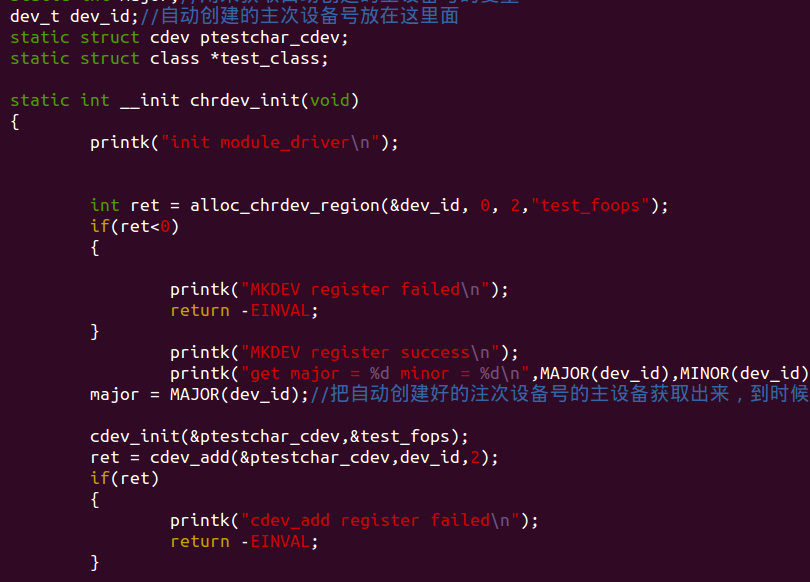 dev_t dev_id;//自动创建的主次设备号放在这里面
static struct cdev ptestchar_cdev;
static struct class *test_class;
static int __init chrdev_init(void)
{
printk("init module_driver\n");
int ret = alloc_chrdev_region(&dev_id, 0, 2,"test_foops");
if(ret<0)
{
printk("MKDEV register failed\n");
return -EINVAL;
}
printk("MKDEV register success\n");
printk("get major = %d minor = %d\n",MAJOR(dev_id),MINOR(dev_id)
major = MAJOR(dev_id);//把自动创建好的注次设备号的主设备获取出来，到时候
cdev_init(&ptestchar_cdev,&test_fops);
ret = cdev_add(&ptestchar_cdev,dev_id,2);
if(ret)
{
printk("cdev_add register failed\n");
return -EINVAL;
}